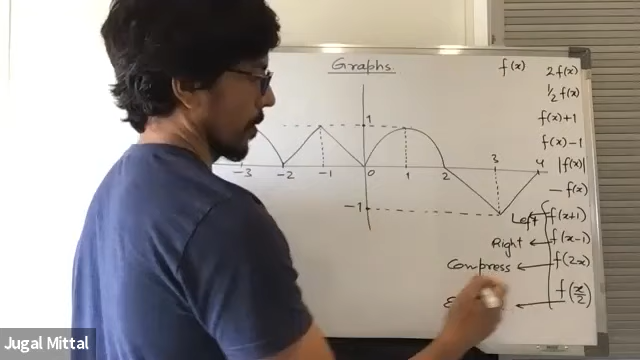 Graphs
f(x)
2f(x)
1/2 f(x)
f(x)+1
f(x)-1
|f(x)|
-f(x)
1
-3 -2 -1 0 1 2 3 4
-1
Left ← f(x+1)
Right ← f(x-1)
Compress ← f(2x)
← f(x/2)
Jugal Mittal